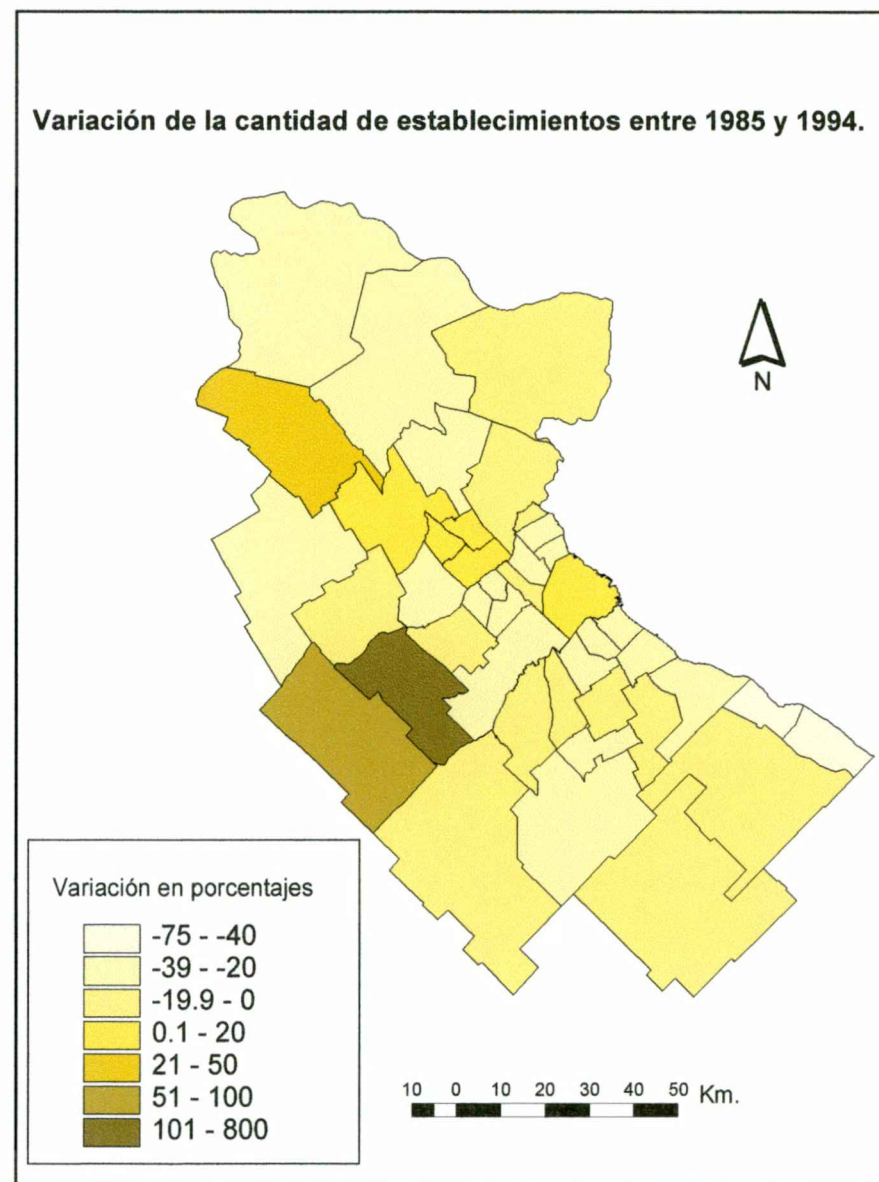 Variación de la cantidad de establecimientos entre 1985 y 1994.
N
Variación en porcentajes
-75 - -40
-39 - -20
-19.9 - 0
0.1 - 20
21 - 50
51 - 100
101 - 800
10 0 10 20 30 40 50 Km.